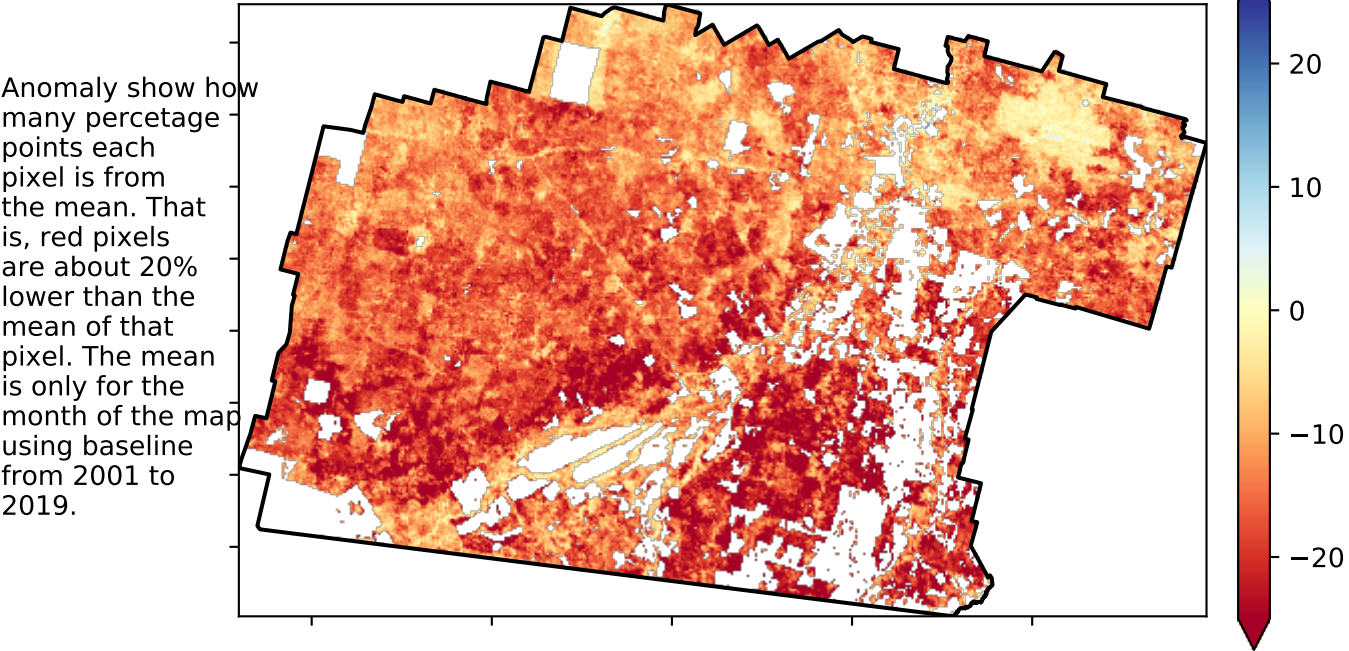 Anomaly show how
many percetage
points each
pixel is from
the mean. That
is, red pixels
are about 20%
lower than the
mean of that
pixel. The mean
is only for the
month of the map
using baseline
from 2001 to
2019.
20
10
0
−10
−20